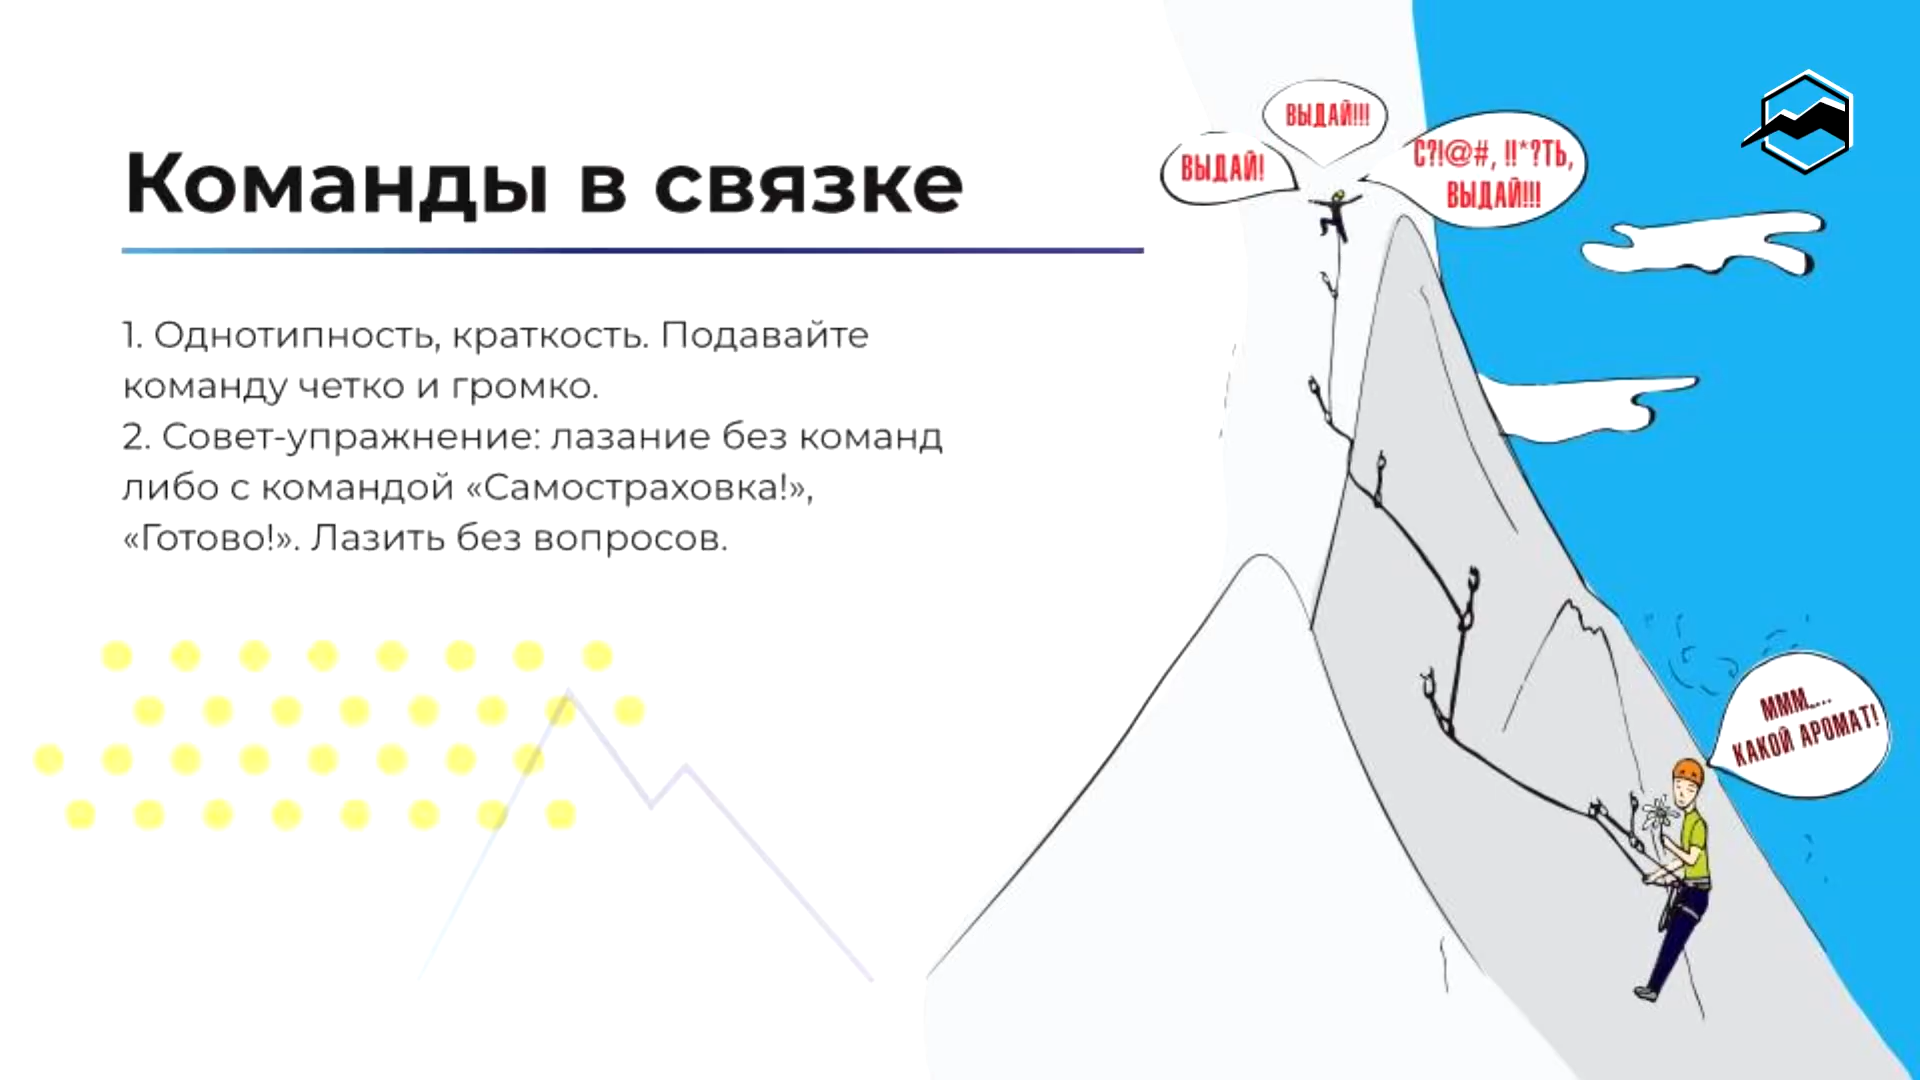 Команды в связке
1. Однотипность, краткость. Подавайте
команду четко и громко.
2. Совет-упражнение: лазание без команд
либо с командой «Самостраховка!»,
«Готово!». Лазить без вопросов.
ВЫДАЙ!
ВЫДАЙ!!!
С?!@#, !!*?ТЬ,
ВЫДАЙ!!!
МММ....
КАКОЙ АРОМАТ!